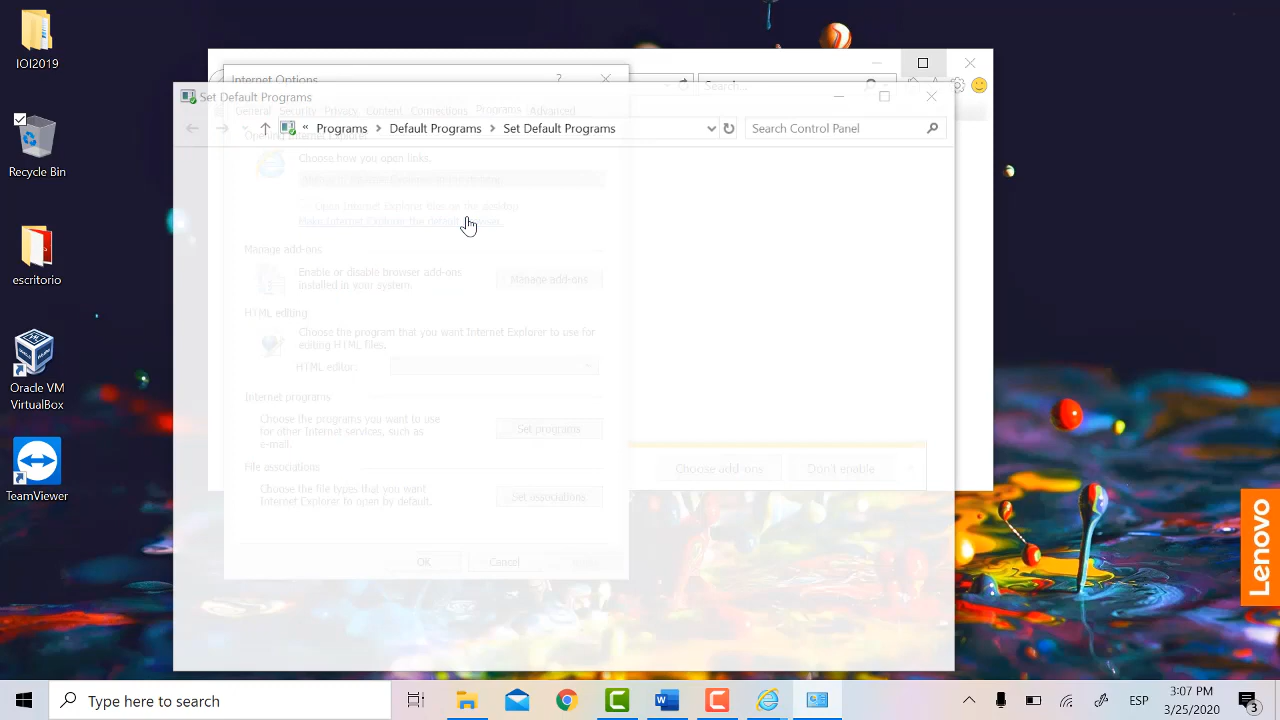 IOI2019
Recycle Bin
escritorio
Oracle VM
VirtualBox
TeamViewer
Internet Options
?
Search...
Set Default Programs
General
Security
Privacy
Content
Connections
Programs
Advanced
« Programs > Default Programs > Set Default Programs
Search Control Panel
Choose how you open links.
Make Internet Explorer the default browser.
Manage add-ons
Enable or disable browser add-ons
installed in your system.
Manage add-ons
HTML editing
Choose the program that you want Internet Explorer to use for
editing HTML files.
HTML editor:
Internet programs
Choose the programs you want to use
for other Internet services, such as
e-mail.
Set programs
File associations
Choose the file types that you want
Internet Explorer to open by default.
Set associations
OK
Cancel
Choose add-ons
Don't enable
Lenovo
Type here to search
ESP
3:07 PM
3/25/2020
3